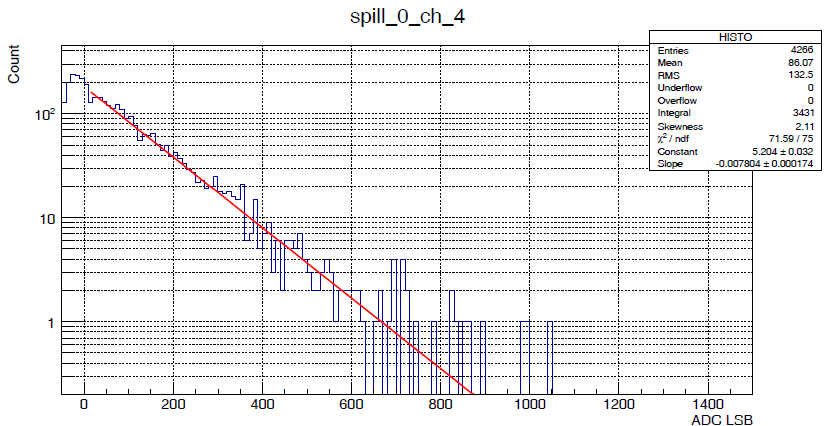 spill_0_ch_4
HISTO
Entries 4266
Mean 86.07
RMS 132.5
Underflow 0
Overflow 0
Integral 3431
Skewness 2.11
χ² / ndf 71.59 / 75
Constant 5.204 ± 0.032
Slope -0.007804 ± 0.000174
Count
10²
10
1
0 200 400 600 800 1000 1200 1400
ADC LSB